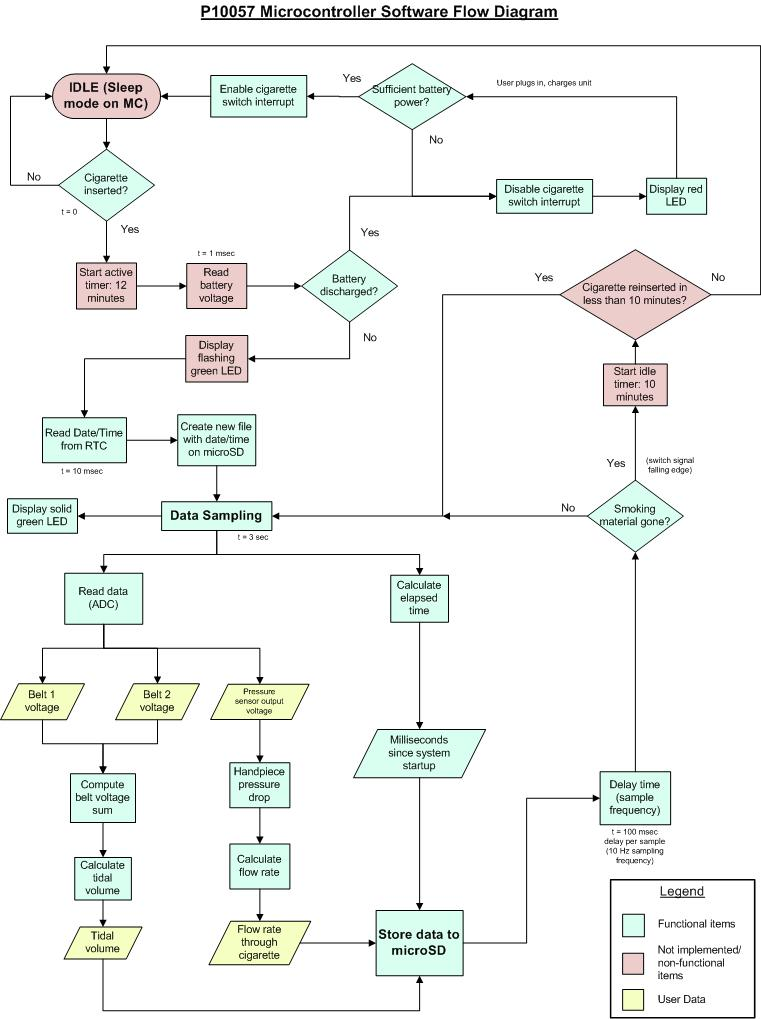 P10057 Microcontroller Software Flow Diagram
IDLE (Sleep
mode on MC)
Enable cigarette
switch interrupt
Yes
Sufficient battery
power?
User plugs in, charges unit
No
No
Cigarette
inserted?
t = 0
Yes
Disable cigarette
switch interrupt
Display red
LED
Yes
t = 1 msec
Start active
timer: 12
minutes
Read
battery
voltage
Battery
discharged?
Yes
Cigarette reinserted in
less than 10 minutes?
No
No
Display
flashing
green LED
Start idle
timer: 10
minutes
Read Date/Time
from RTC
t = 10 msec
Create new file
with date/time
on microSD
Yes
(switch signal
falling edge)
Display solid
green LED
Data Sampling
t = 3 sec
No
Smoking
material gone?
Read data
(ADC)
Calculate
elapsed
time
Belt 1
voltage
Belt 2
voltage
Pressure
sensor output
voltage
Milliseconds
since system
startup
Compute
belt voltage
sum
Handpiece
pressure
drop
Delay time
(sample
frequency)
t = 100 msec
delay per sample
(10 Hz sampling
frequency)
Calculate
tidal
volume
Calculate
flow rate
Tidal
volume
Flow rate
through
cigarette
Store data to
microSD
Legend
Functional items
Not implemented/
non-functional
items
User Data